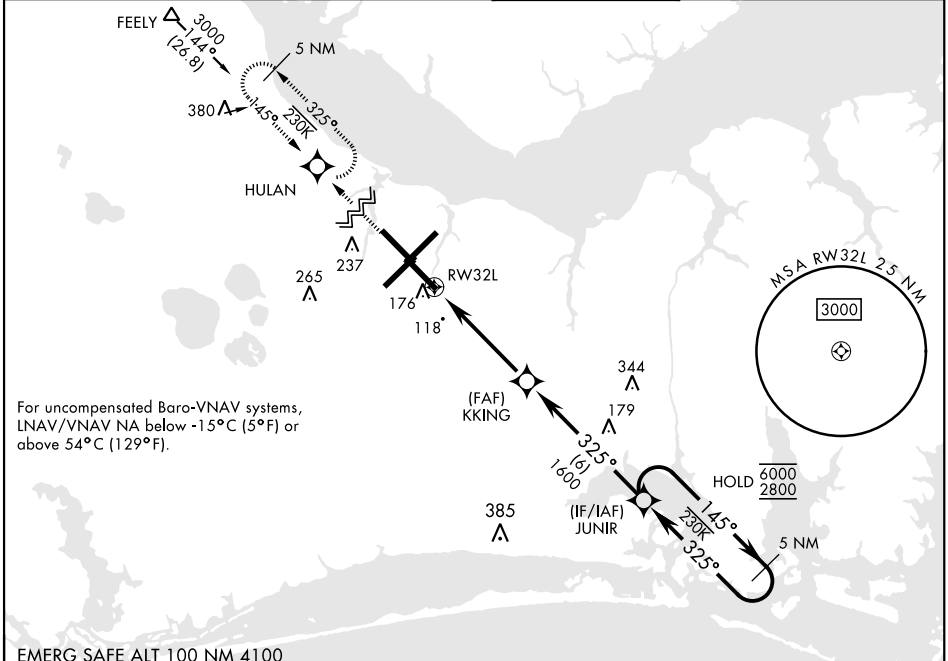 FEELY
3000
144°
(26.8)
5 NM
380
145°
325°
230K
HULAN
237
265
RW32L
176
118
MSA RW32L 25 NM
3000
For uncompensated Baro-VNAV systems,
LNAV/VNAV NA below -15°C (5°F) or
above 54°C (129°F).
(FAF)
KKING
344
179
325°
(6)
1600
HOLD
6000
2800
(IF/IAF)
JUNIR
145°
230K
325°
5 NM
385
EMERG SAFE ALT 100 NM 4100